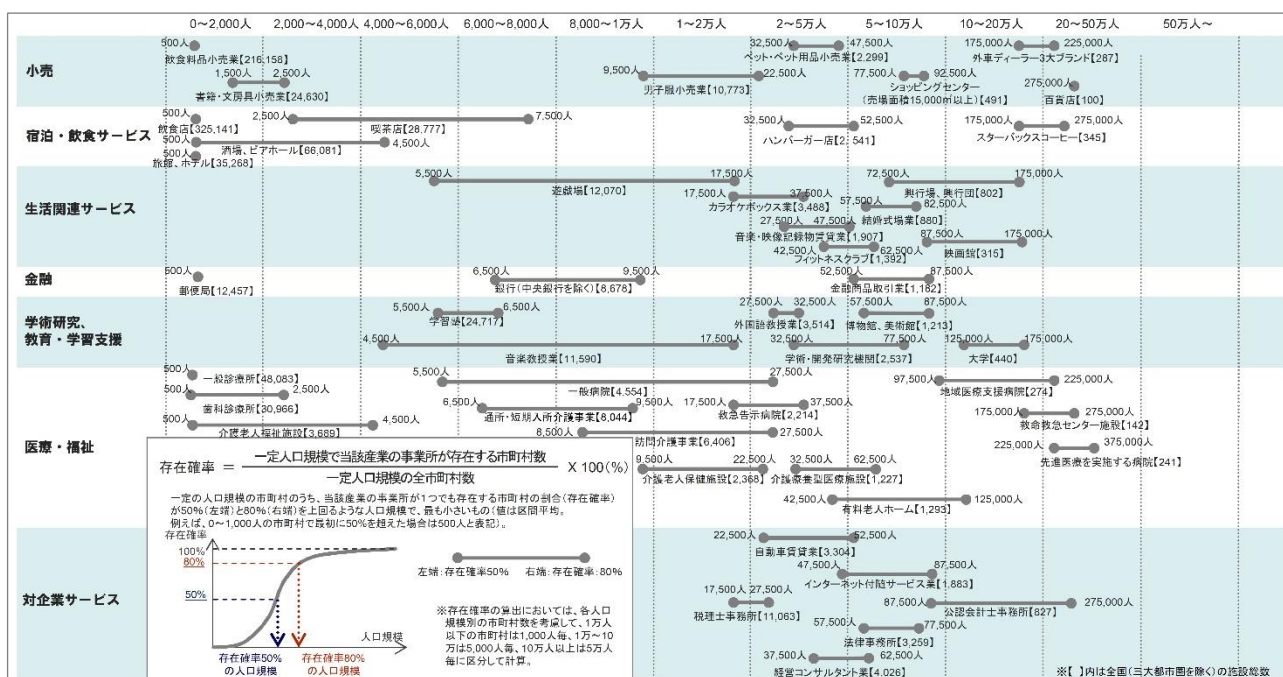 0～2,000人 2,000～4,000人 4,000～6,000人 6,000～8,000人 8,000～1万人 1～2万人 2～5万人 5～10万人 10～20万人 20～50万人 50万人～
小売
500人
飲食料品小売業【216,158】
1,500人 2,500人
書籍・文房具小売業【24,630】
9,500人 22,500人
男子服小売業【10,773】
32,500人 47,500人
ペット・ペット用品小売業【2,299】
77,500人 92,500人
ショッピングセンター
（売場面積15,000㎡以上）【491】
175,000人 225,000人
外車ディーラー3大ブランド【287】
275,000人
百貨店【100】
宿泊・飲食サービス
500人
飲食店【325,141】
2,500人 7,500人
喫茶店【28,777】
500人 4,500人
酒場、ビアホール【66,081】
500人
旅館、ホテル【35,268】
32,500人 52,500人
ハンバーガー店【2,541】
175,000人 275,000人
スターバックスコーヒー【345】
生活関連サービス
5,500人 17,500人
遊戯場【12,070】
17,500人 37,500人
カラオケボックス業【3,488】
27,500人 47,500人
音楽・映像記録物賃貸業【1,907】
42,500人 62,500人
フィットネスクラブ【1,392】
72,500人 175,000人
興行場、興行団【802】
57,500人 82,500人
結婚式場業【880】
87,500人 175,000人
映画館【315】
金融
500人
郵便局【12,457】
6,500人 9,500人
銀行（中央銀行を除く）【8,678】
52,500人 87,500人
金融商品取引業【1,162】
学術研究、
教育・学習支援
5,500人 6,500人
学習塾【24,717】
4,500人 17,500人
音楽教授業【11,590】
27,500人 32,500人
外国語教授業【3,514】
57,500人 87,500人
博物館、美術館【1,213】
32,500人 77,500人
学術・開発研究機関【2,537】
125,000人 175,000人
大学【440】
医療・福祉
500人
一般診療所【48,083】
500人 2,500人
歯科診療所【30,966】
500人 4,500人
介護老人福祉施設【3,689】
5,500人 27,500人
一般病院【4,554】
6,500人 9,500人
通所・短期入所介護事業【8,044】
8,500人 27,500人
訪問介護事業【6,406】
9,500人 22,500人
介護老人保健施設【2,368】
17,500人 37,500人
救急告示病院【2,214】
32,500人 62,500人
介護療養型医療施設【1,227】
42,500人 125,000人
有料老人ホーム【1,293】
97,500人 225,000人
地域医療支援病院【274】
175,000人 275,000人
救命救急センター施設【142】
225,000人 375,000人
先進医療を実施する病院【241】
対企業サービス
22,500人 52,500人
自動車賃貸業【3,304】
47,500人 87,500人
インターネット付随サービス業【1,883】
17,500人 27,500人
税理士事務所【11,063】
87,500人 275,000人
公認会計士事務所【827】
57,500人 77,500人
法律事務所【3,259】
37,500人 62,500人
経営コンサルタント業【4,026】
存在確率 ＝ 一定人口規模で当該産業の事業所が存在する市町村数
一定人口規模の全市町村数 X 100（%）
一定の人口規模の市町村のうち、当該産業の事業所が1つでも存在する市町村の割合（存在確率）
が50%（左端）と80%（右端）を上回るような人口規模で、最も小さいもの（値は区間平均。
例えば、0～1,000人の市町村で最初に50%を超えた場合は500人と表記）。
存在確率
100%
80%
50%
人口規模
存在確率50%
の人口規模
存在確率80%
の人口規模
左端：存在確率50% 右端：存在確率：80%
※存在確率の算出においては、各人口
規模別の市町村数を考慮して、1万人
以下の市町村は1,000人毎、1万～10
万は5,000人毎、10万人以上は5万人
毎に区分して計算。
※【 】内は全国（三大都市圏を除く）の施設総数